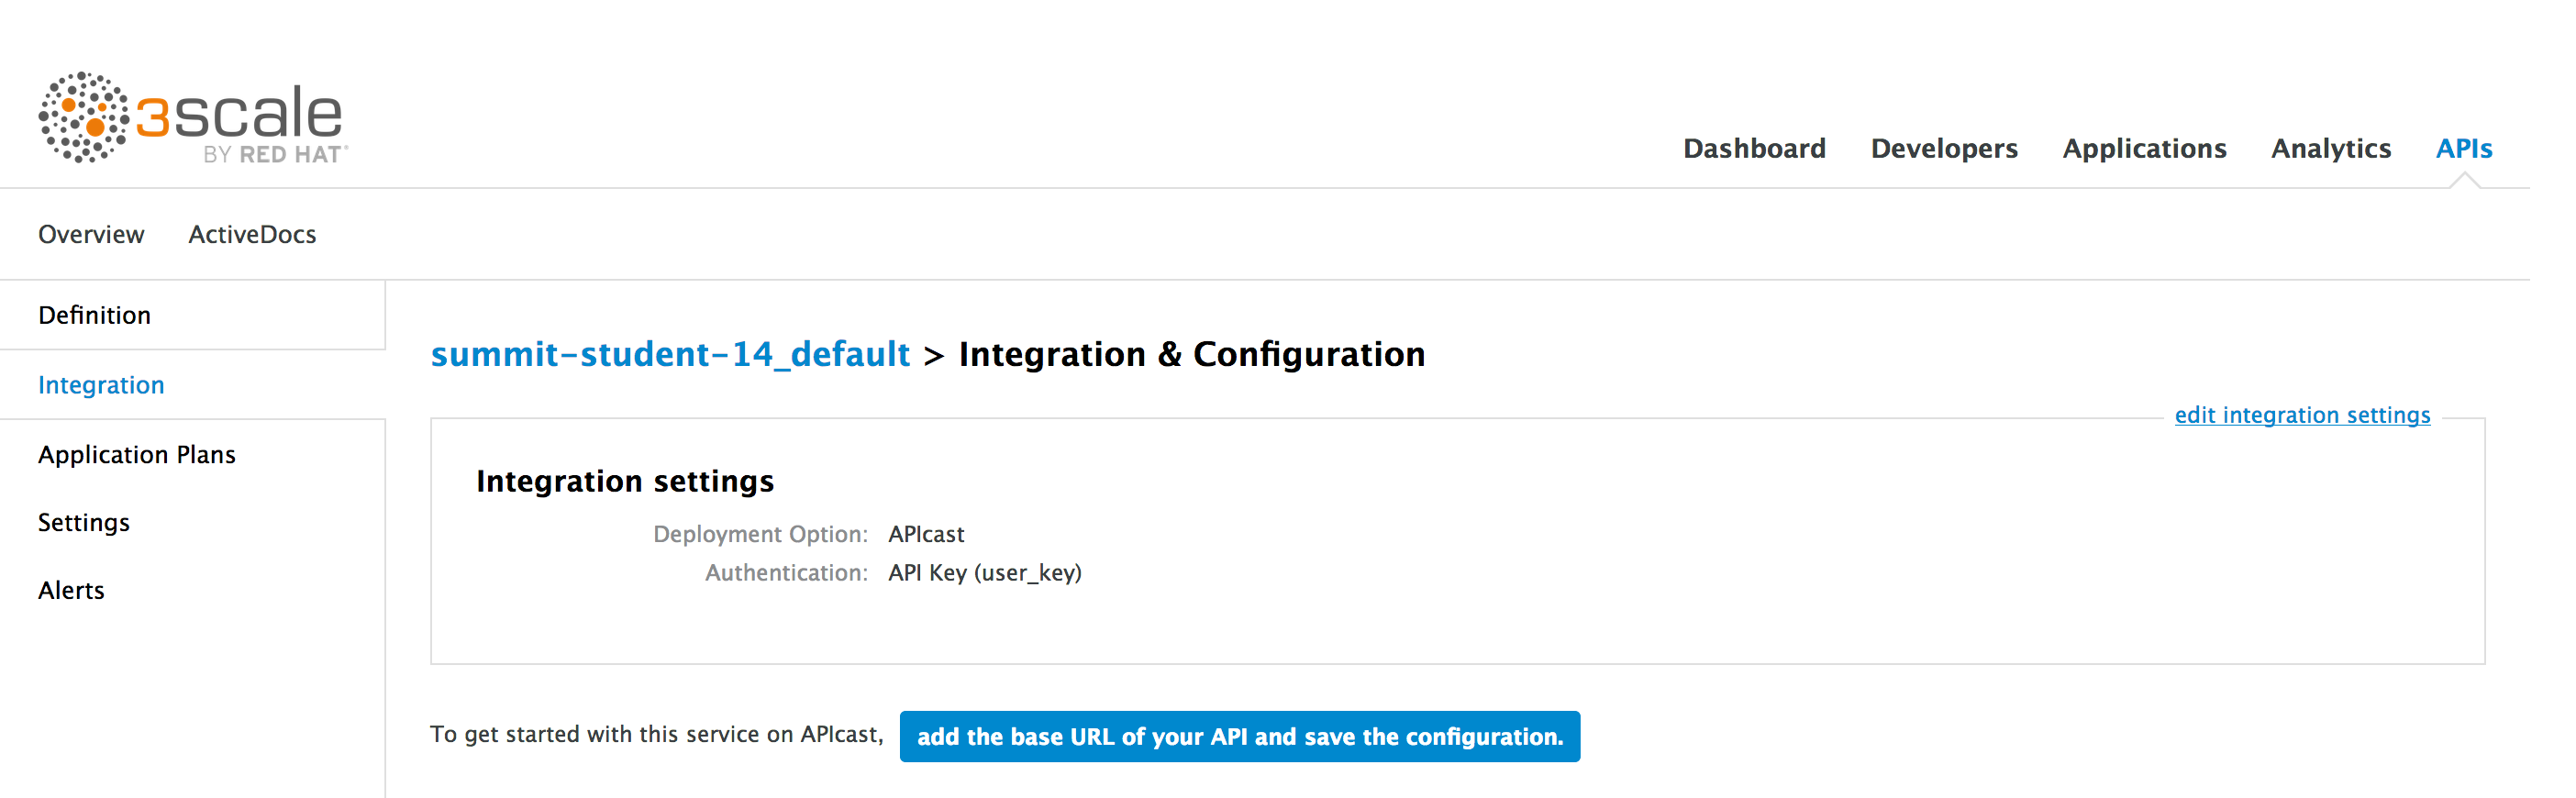 3scale
BY RED HAT®
Dashboard Developers Applications Analytics APIs
Overview ActiveDocs
Definition
Integration
Application Plans
Settings
Alerts
summit-student-14_default > Integration & Configuration
edit integration settings
Integration settings
Deployment Option: APIcast
Authentication: API Key (user_key)
To get started with this service on APIcast, add the base URL of your API and save the configuration.